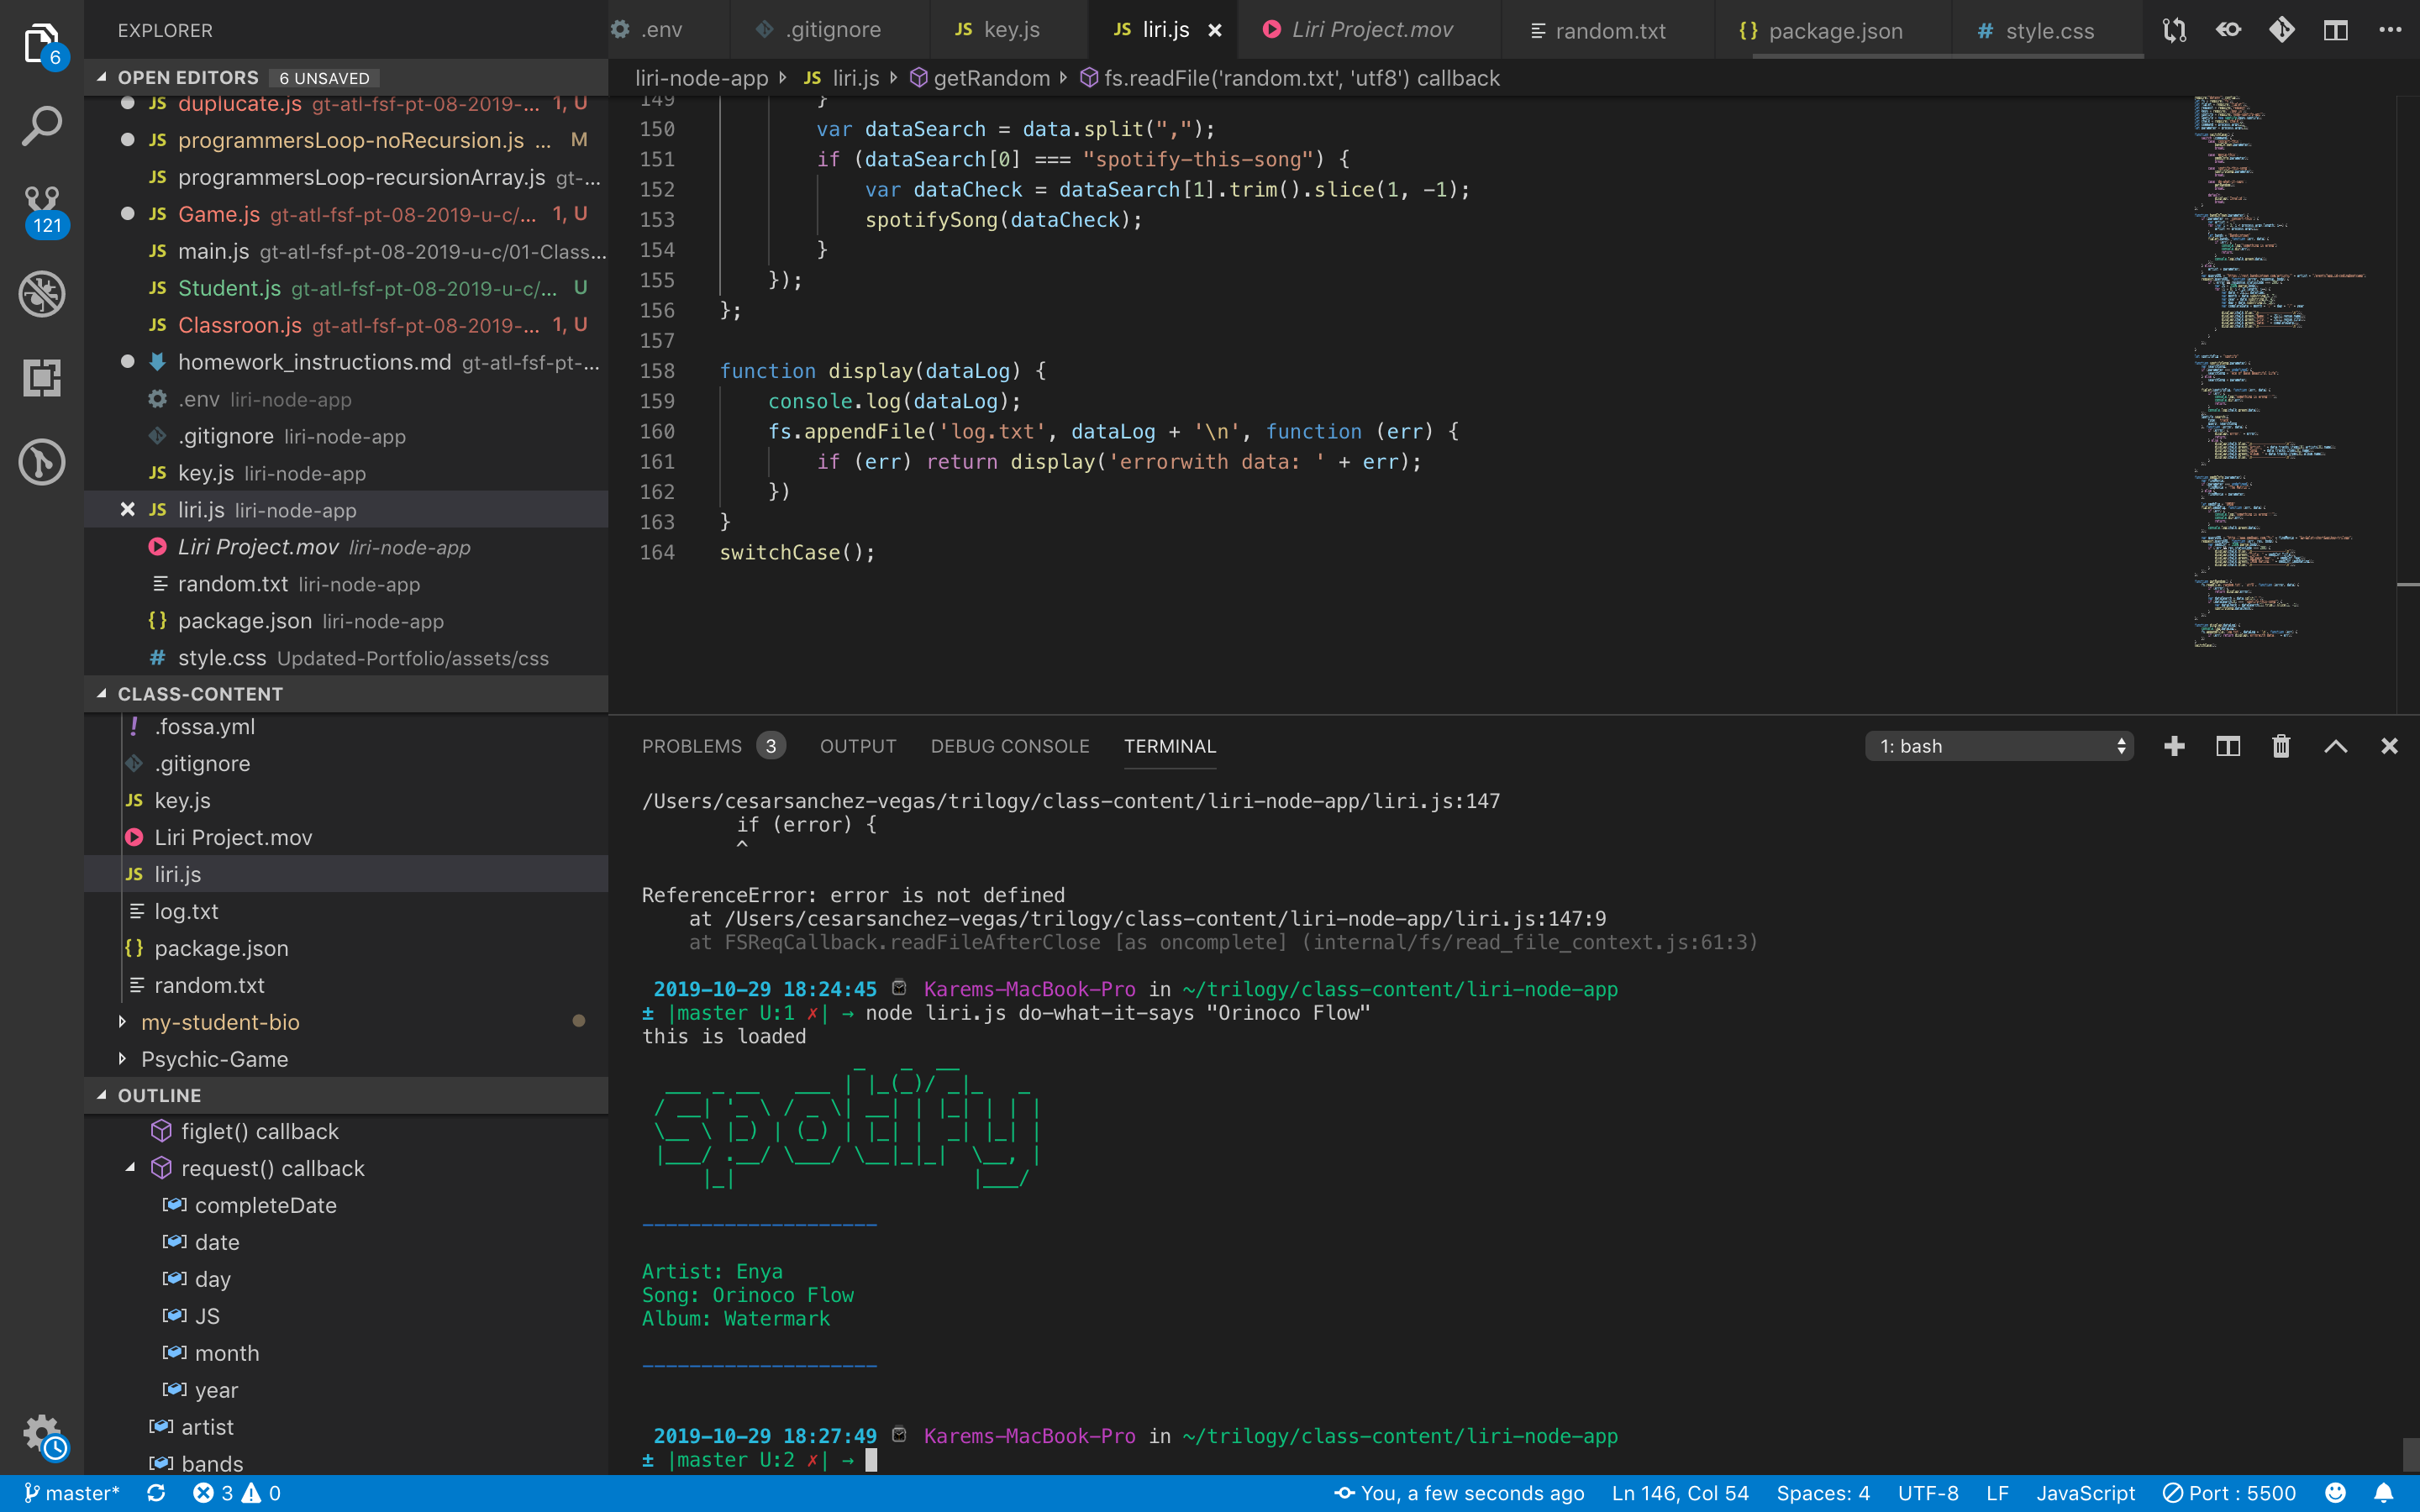 EXPLORER
OPEN EDITORS 6 UNSAVED
duplucate.js gt-atl-fsf-pt-08-2019-... 1, U
programmersLoop-noRecursion.js ... M
programmersLoop-recursionArray.js gt-...
Game.js gt-atl-fsf-pt-08-2019-u-c/... 1, U
main.js gt-atl-fsf-pt-08-2019-u-c/01-Class...
Student.js gt-atl-fsf-pt-08-2019-u-c/... U
Classroon.js gt-atl-fsf-pt-08-2019-... 1, U
homework_instructions.md gt-atl-fsf-pt-...
.env liri-node-app
.gitignore liri-node-app
key.js liri-node-app
liri.js liri-node-app
Liri Project.mov liri-node-app
random.txt liri-node-app
package.json liri-node-app
style.css Updated-Portfolio/assets/css
CLASS-CONTENT
.fossa.yml
.gitignore
key.js
Liri Project.mov
liri.js
log.txt
package.json
random.txt
my-student-bio
Psychic-Game
OUTLINE
figlet() callback
request() callback
completeDate
date
day
JS
month
year
artist
bands
6
121
.env .gitignore JS key.js JS liri.js Liri Project.mov random.txt {} package.json # style.css
liri-node-app JS liri.js getRandom fs.readFile('random.txt', 'utf8') callback
149 }
150 var dataSearch = data.split(",");
151 if (dataSearch[0] === "spotify-this-song") {
152 var dataCheck = dataSearch[1].trim().slice(1, -1);
153 spotifySong(dataCheck);
154 }
155 });
156 };
157
158 function display(dataLog) {
159 console.log(dataLog);
160 fs.appendFile('log.txt', dataLog + '\n', function (err) {
161 if (err) return display('errorwith data: ' + err);
162 })
163 }
164 switchCase();
PROBLEMS 3 OUTPUT DEBUG CONSOLE TERMINAL 1: bash
/Users/cesarsanchez-vegas/trilogy/class-content/liri-node-app/liri.js:147
if (error) {
^
ReferenceError: error is not defined
at /Users/cesarsanchez-vegas/trilogy/class-content/liri-node-app/liri.js:147:9
at FSReqCallback.readFileAfterClose [as oncomplete] (internal/fs/read_file_context.js:61:3)
2019-10-29 18:24:45 Karems-MacBook-Pro in ~/trilogy/class-content/liri-node-app
± |master U:1 ✗| → node liri.js do-what-it-says "Orinoco Flow"
this is loaded
spotify
____________________
Artist: Enya
Song: Orinoco Flow
Album: Watermark
____________________
2019-10-29 18:27:49 Karems-MacBook-Pro in ~/trilogy/class-content/liri-node-app
± |master U:2 ✗| →
master* 3 0 You, a few seconds ago Ln 146, Col 54 Spaces: 4 UTF-8 LF JavaScript Port : 5500